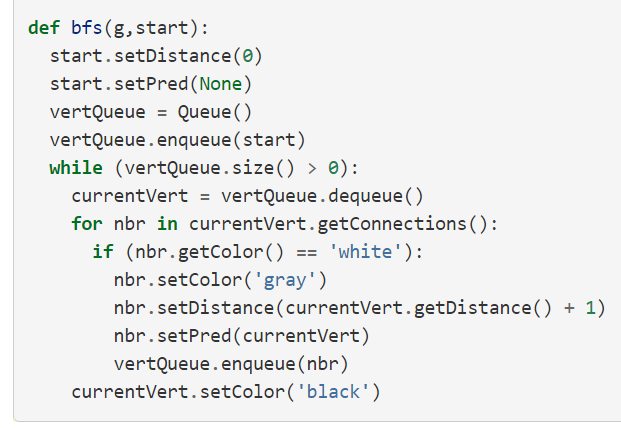 def bfs(g,start):
  start.setDistance(0)
  start.setPred(None)
  vertQueue = Queue()
  vertQueue.enqueue(start)
  while (vertQueue.size() > 0):
    currentVert = vertQueue.dequeue()
    for nbr in currentVert.getConnections():
      if (nbr.getColor() == 'white'):
        nbr.setColor('gray')
        nbr.setDistance(currentVert.getDistance() + 1)
        nbr.setPred(currentVert)
        vertQueue.enqueue(nbr)
    currentVert.setColor('black')